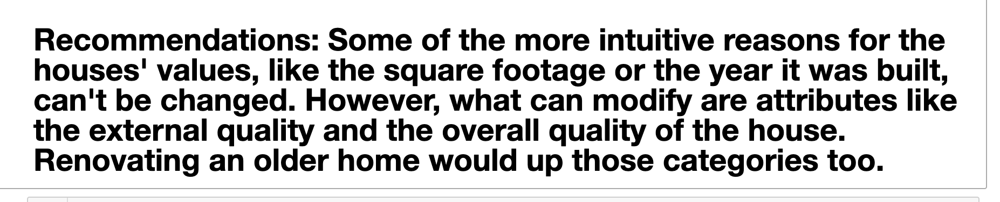 Recommendations: Some of the more intuitive reasons for the
houses' values, like the square footage or the year it was built,
can't be changed. However, what can modify are attributes like
the external quality and the overall quality of the house.
Renovating an older home would up those categories too.